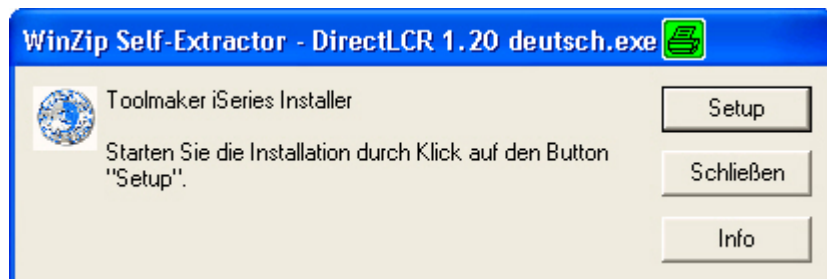 WinZip Self-Extractor - DirectLCR 1.20 deutsch.exe
Toolmaker iSeries Installer
Starten Sie die Installation durch Klick auf den Button
"Setup".
Setup
Schließen
Info